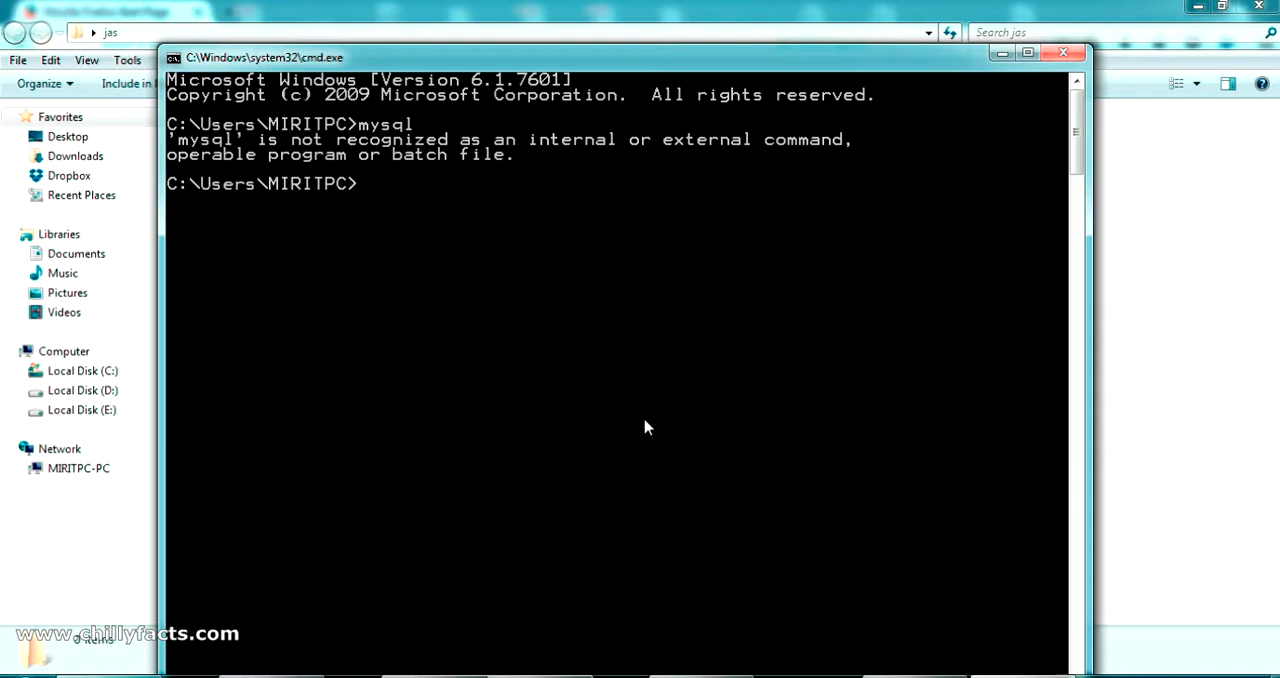 jas
Search jas
File Edit View Tools
C:\Windows\system32\cmd.exe
Organize
Include in
Microsoft Windows [Version 6.1.7601]
Copyright (c) 2009 Microsoft Corporation. All rights reserved.
C:\Users\MIRITPC>mysql
'mysql' is not recognized as an internal or external command,
operable program or batch file.
C:\Users\MIRITPC>
Favorites
Desktop
Downloads
Dropbox
Recent Places
Libraries
Documents
Music
Pictures
Videos
Computer
Local Disk (C:)
Local Disk (D:)
Local Disk (E:)
Network
MIRITPC-PC
www.chillyfacts.com
0 items